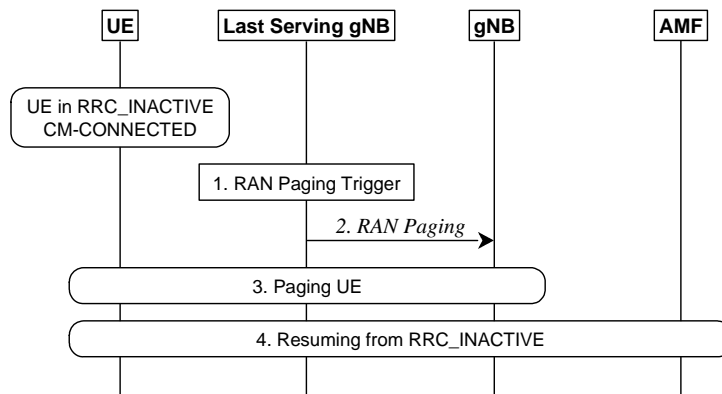 UE
Last Serving gNB
gNB
AMF
UE in RRC_INACTIVE
CM-CONNECTED
1. RAN Paging Trigger
2. RAN Paging
3. Paging UE
4. Resuming from RRC_INACTIVE